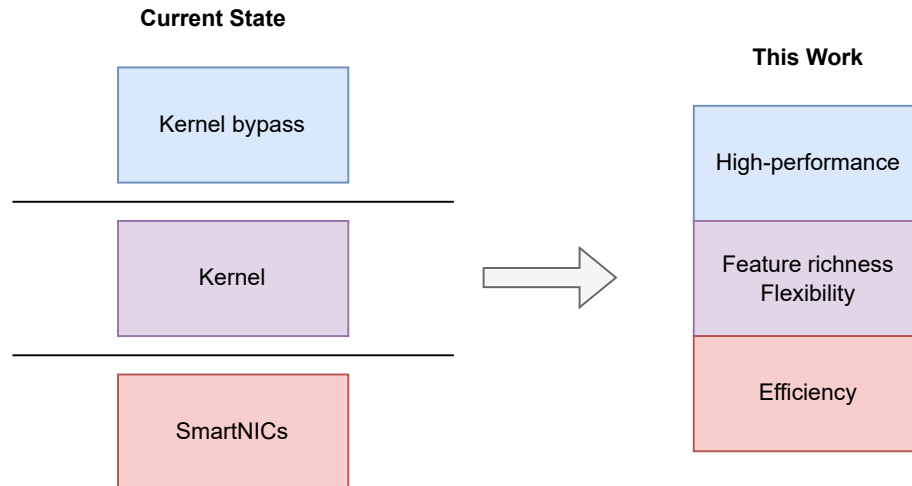 Current State
Kernel bypass
Kernel
SmartNICs
This Work
High-performance
Feature richness
Flexibility
Efficiency